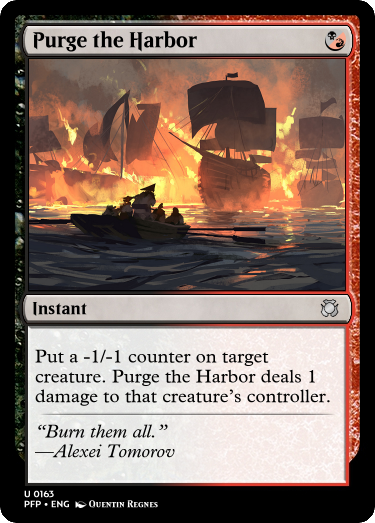 Purge the Harbor
Instant
Put a -1/-1 counter on target
creature. Purge the Harbor deals 1
damage to that creature’s controller.
“Burn them all.”
—Alexei Tomorov
U 0163
PFP • ENG Quentin Regnes